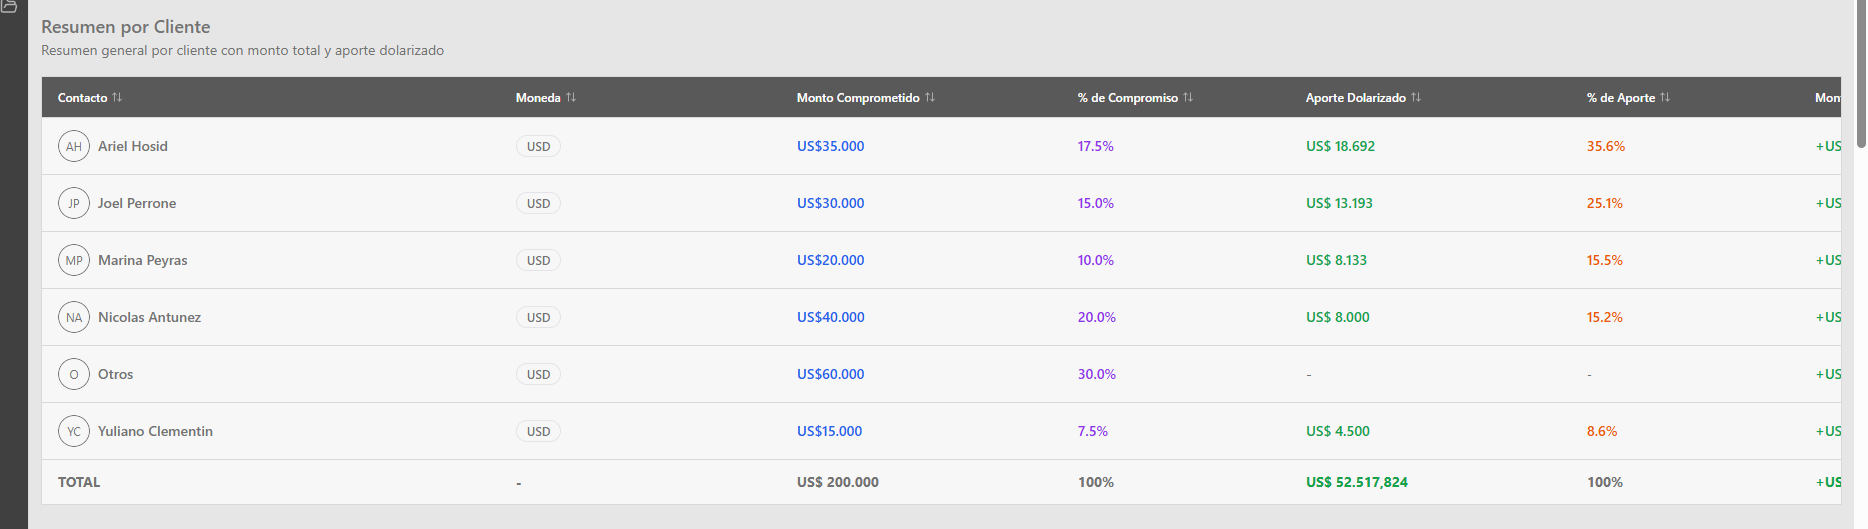 Resumen por Cliente
Resumen general por cliente con monto total y aporte dolarizado
Contacto Moneda Monto Comprometido % de Compromiso Aporte Dolarizado % de Aporte Mon
AH Ariel Hosid USD US$35.000 17.5% US$ 18.692 35.6% +US
JP Joel Perrone USD US$30.000 15.0% US$ 13.193 25.1% +US
MP Marina Peyras USD US$20.000 10.0% US$ 8.133 15.5% +US
NA Nicolas Antunez USD US$40.000 20.0% US$ 8.000 15.2% +US
O Otros USD US$60.000 30.0% - - +US
YC Yuliano Clementin USD US$15.000 7.5% US$ 4.500 8.6% +US
TOTAL - US$ 200.000 100% US$ 52.517,824 100% +US